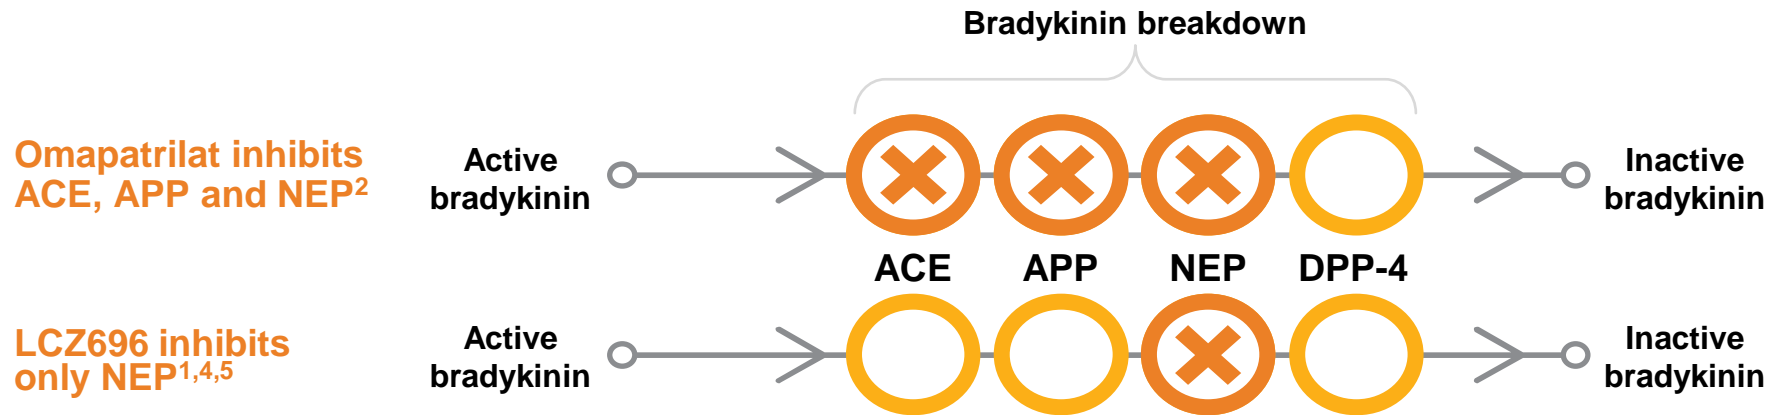 Bradykinin breakdown
Omapatrilat inhibits
ACE, APP and NEP2
Active
bradykinin
Inactive
bradykinin
ACE APP NEP DPP-4
LCZ696 inhibits
only NEP1,4,5
Active
bradykinin
Inactive
bradykinin